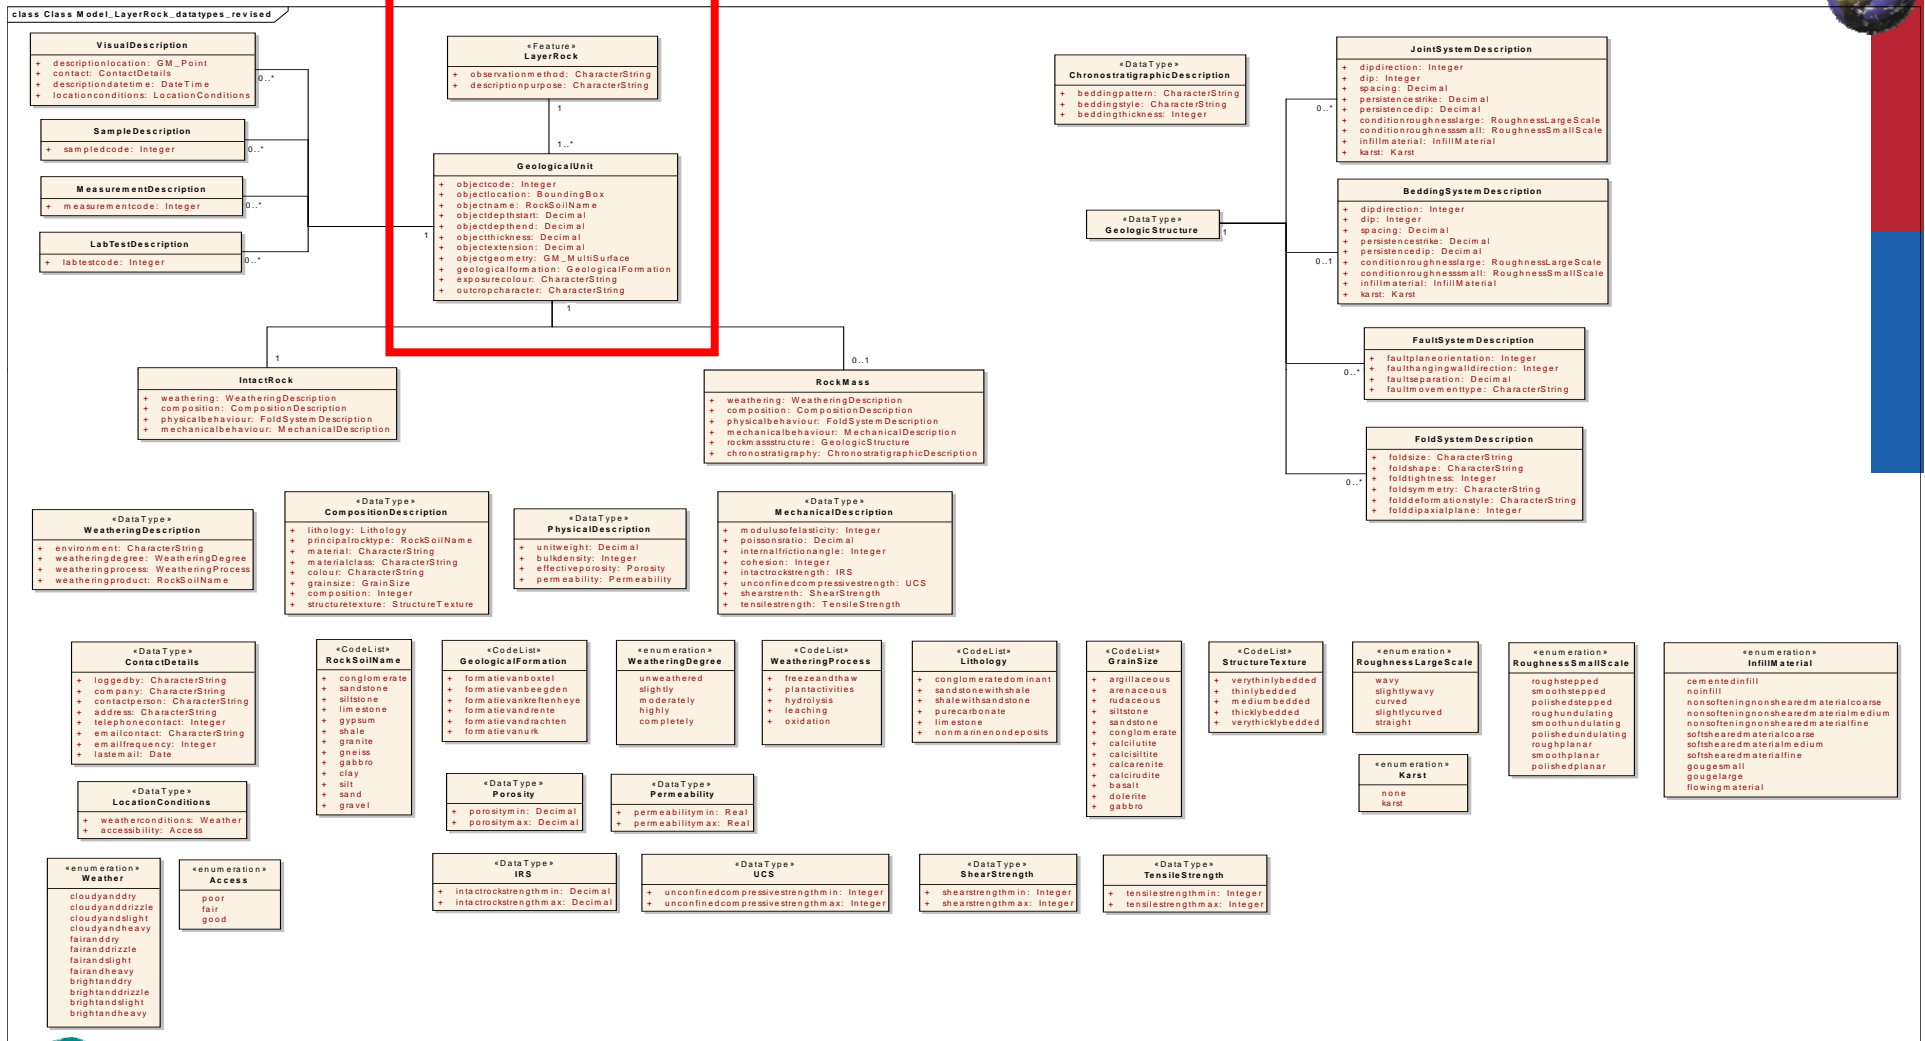 class Class Model_LayerRock_datatypes_revised
VisualDescription
+ descriptionlocation: GM_Point
+ contact: ContactDetails
+ descriptiondatetime: DateTime
+ locationconditions: LocationConditions
0..*
SampleDescription
+ sampledcode: Integer
0..*
MeasurementDescription
+ measurementcode: Integer
0..*
LabTestDescription
+ labtestcode: Integer
0..*
«Feature»
LayerRock
+ observationmethod: CharacterString
+ descriptionpurpose: CharacterString
1
1..*
GeologicalUnit
+ objectcode: Integer
+ objectlocation: BoundingBox
+ objectname: RockSoilName
+ objectdepthstart: Decimal
+ objectdepthend: Decimal
+ objectthickness: Decimal
+ objectextension: Decimal
+ objectgeometry: GM_MultiSurface
+ geologicalformation: GeologicalFormation
+ exposurecolour: CharacterString
+ outcropcharacter: CharacterString
1
1
1
0..1
IntactRock
+ weathering: WeatheringDescription
+ composition: CompositionDescription
+ physicalbehaviour: FoldSystemDescription
+ mechanicalbehaviour: MechanicalDescription
RockMass
+ weathering: WeatheringDescription
+ composition: CompositionDescription
+ physicalbehaviour: FoldSystemDescription
+ mechanicalbehaviour: MechanicalDescription
+ rockmassstructure: GeologicStructure
+ chronostratigraphy: ChronostratigraphicDescription
«DataType»
ChronostratigraphicDescription
+ beddingpattern: CharacterString
+ beddingstyle: CharacterString
+ beddingthickness: Integer
«DataType»
GeologicStructure
1
0..*
JointSystemDescription
+ dipdirection: Integer
+ dip: Integer
+ spacing: Decimal
+ persistencestrike: Decimal
+ persistencedip: Decimal
+ conditionroughnesslarge: RoughnessLargeScale
+ conditionroughnesssmall: RoughnessSmallScale
+ infillmaterial: InfillMaterial
+ karst: Karst
0..1
BeddingSystemDescription
+ dipdirection: Integer
+ dip: Integer
+ spacing: Decimal
+ persistencestrike: Decimal
+ persistencedip: Decimal
+ conditionroughnesslarge: RoughnessLargeScale
+ conditionroughnesssmall: RoughnessSmallScale
+ infillmaterial: InfillMaterial
+ karst: Karst
0..*
FaultSystemDescription
+ faultplaneorientation: Integer
+ faulthangingwalldirection: Integer
+ faultseparation: Decimal
+ faultmovementtype: CharacterString
0..*
FoldSystemDescription
+ foldsize: CharacterString
+ foldshape: CharacterString
+ foldtightness: Integer
+ foldsymmetry: CharacterString
+ folddeformationstyle: CharacterString
+ folddipaxialplane: Integer
«DataType»
WeatheringDescription
+ environment: CharacterString
+ weatheringdegree: WeatheringDegree
+ weatheringprocess: WeatheringProcess
+ weatheringproduct: RockSoilName
«DataType»
CompositionDescription
+ lithology: Lithology
+ principalrocktype: RockSoilName
+ material: CharacterString
+ materialclass: CharacterString
+ colour: CharacterString
+ grainsize: GrainSize
+ composition: Integer
+ structuretexture: StructureTexture
«DataType»
PhysicalDescription
+ unitweight: Decimal
+ bulkdensity: Integer
+ effectiveporosity: Porosity
+ permeability: Permeability
«DataType»
MechanicalDescription
+ modulusofelasticity: Integer
+ poissonsratio: Decimal
+ internalfrictionangle: Integer
+ cohesion: Integer
+ intactrockstrength: IRS
+ unconfinedcompressivestrength: UCS
+ shearstrenth: ShearStrength
+ tensilestrength: TensileStrength
«DataType»
ContactDetails
+ loggedby: CharacterString
+ company: CharacterString
+ contactperson: CharacterString
+ address: CharacterString
+ telephonecontact: Integer
+ emailcontact: CharacterString
+ emailfrequency: Integer
+ lastemail: Date
«CodeList»
RockSoilName
+ conglomerate
+ sandstone
+ siltstone
+ limestone
+ gypsum
+ shale
+ granite
+ gneiss
+ gabbro
+ clay
+ silt
+ sand
+ gravel
«CodeList»
GeologicalFormation
+ formatievanboxtel
+ formatievanbeegden
+ formatievankreftenheye
+ formatievandrente
+ formatievandrachten
+ formatievanurk
«enumeration»
WeatheringDegree
unweathered
slightly
moderately
highly
completely
«CodeList»
WeatheringProcess
+ freezeandthaw
+ plantactivities
+ hydrolysis
+ leaching
+ oxidation
«CodeList»
Lithology
+ conglomeratedominant
+ sandstonewithshale
+ shalewithsandstone
+ purecarbonate
+ limestone
+ nonmarinenondeposits
«CodeList»
GrainSize
+ argillaceous
+ arenaceous
+ rudaceous
+ siltstone
+ sandstone
+ conglomerate
+ calcilutite
+ calcisiltite
+ calcarenite
+ calcirudite
+ basalt
+ dolerite
+ gabbro
«CodeList»
StructureTexture
+ verythinlybedded
+ thinlybedded
+ mediumbedded
+ thicklybedded
+ verythicklybedded
«enumeration»
RoughnessLargeScale
wavy
slightlywavy
curved
slightlycurved
straight
«enumeration»
RoughnessSmallScale
roughstepped
smoothstepped
polishedstepped
roughundulating
smoothundulating
polishedundulating
roughplanar
smoothplanar
polishedplanar
«enumeration»
InfillMaterial
cementedinfill
noinfill
nonsofteningnonshearedmaterialcoarse
nonsofteningnonshearedmaterialmedium
nonsofteningnonshearedmaterialfine
softshearedmaterialcoarse
softshearedmaterialmedium
softshearedmaterialfine
gougesmall
gougelarge
flowingmaterial
«enumeration»
Karst
none
karst
«DataType»
LocationConditions
+ weatherconditions: Weather
+ accessibility: Access
«DataType»
Porosity
+ porositymin: Decimal
+ porositymax: Decimal
«DataType»
Permeability
+ permeabilitymin: Real
+ permeabilitymax: Real
«enumeration»
Weather
cloudyanddry
cloudyanddrizzle
cloudyandslight
cloudyandheavy
fairanddry
fairanddrizzle
fairandslight
fairandheavy
brightanddry
brightanddrizzle
brightandslight
brightandheavy
«enumeration»
Access
poor
fair
good
«DataType»
IRS
+ intactrockstrengthmin: Decimal
+ intactrockstrengthmax: Decimal
«DataType»
UCS
+ unconfinedcompressivestrengthmin: Integer
+ unconfinedcompressivestrengthmax: Integer
«DataType»
ShearStrength
+ shearstrengthmin: Integer
+ shearstrengthmax: Integer
«DataType»
TensileStrength
+ tensilestrengthmin: Integer
+ tensilestrengthmax: Integer